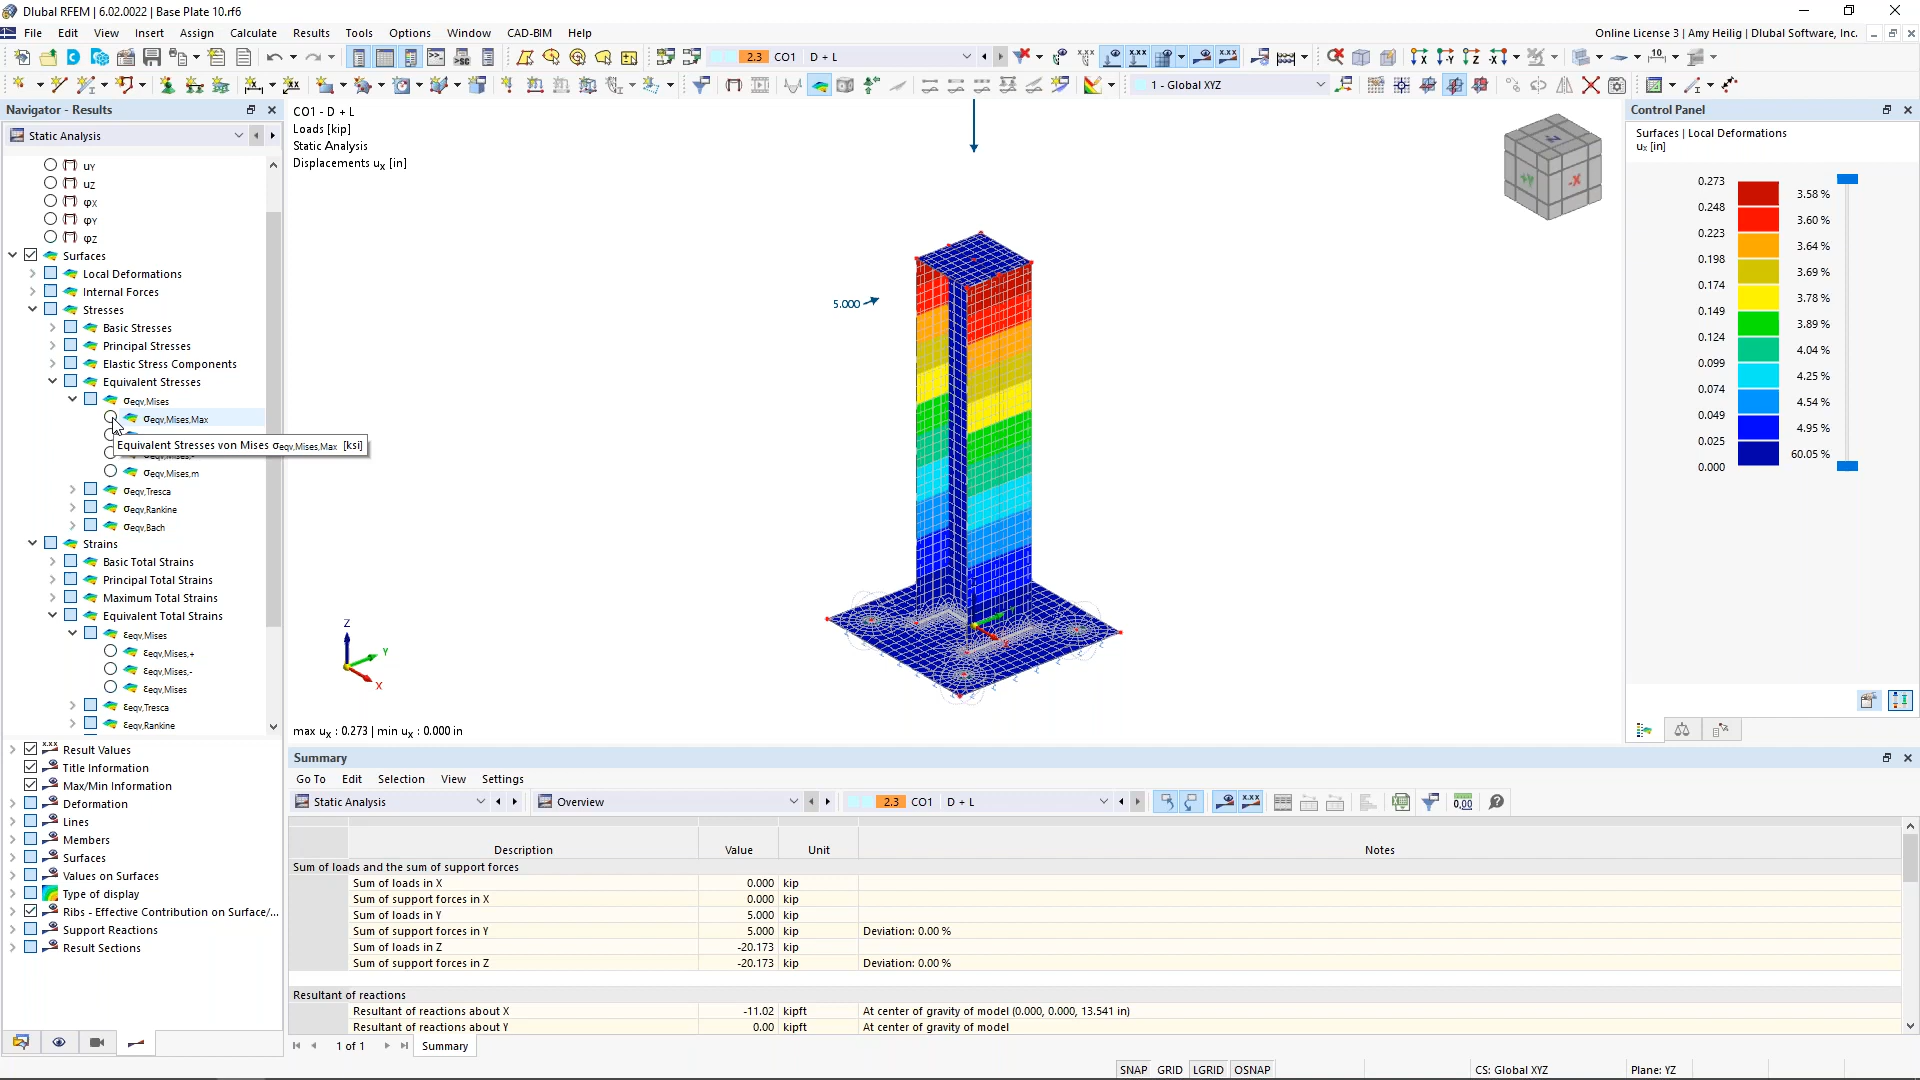 Dlubal RFEM | 6.02.0022 | Base Plate 10.rf6
File Edit View Insert Assign Calculate Results Tools Options Window CAD-BIM Help
Online License 3 | Amy Heilig | Dlubal Software, Inc.
2.3 CO1 D + L
1 - Global XYZ
Navigator - Results
Static Analysis
uY
uZ
φX
φY
φZ
Surfaces
Local Deformations
Internal Forces
Stresses
Basic Stresses
Principal Stresses
Elastic Stress Components
Equivalent Stresses
σeqv,Mises
σeqv,Mises,Max
Equivalent Stresses von Mises σeqv,Mises,Max [ksi]
σeqv,Mises,m
σeqv,Tresca
σeqv,Rankine
σeqv,Bach
Strains
Basic Total Strains
Principal Total Strains
Maximum Total Strains
Equivalent Total Strains
εeqv,Mises
εeqv,Mises,+
εeqv,Mises,-
εeqv,Mises
εeqv,Tresca
εeqv,Rankine
Result Values
Title Information
Max/Min Information
Deformation
Lines
Members
Surfaces
Values on Surfaces
Type of display
Ribs - Effective Contribution on Surface/...
Support Reactions
Result Sections
CO1 - D + L
Loads [kip]
Static Analysis
Displacements ux [in]
5.000
+Y
-X
Z
Y
X
max ux : 0.273 | min ux : 0.000 in
Control Panel
Surfaces | Local Deformations
ux [in]
0.273
3.58 %
0.248
3.60 %
0.223
3.64 %
0.198
3.69 %
0.174
3.78 %
0.149
3.89 %
0.124
4.04 %
0.099
4.25 %
0.074
4.54 %
0.049
4.95 %
0.025
60.05 %
0.000
Summary
Go To Edit Selection View Settings
Static Analysis Overview 2.3 CO1 D + L
Description Value Unit Notes
Sum of loads and the sum of support forces
Sum of loads in X 0.000 kip
Sum of support forces in X 0.000 kip
Sum of loads in Y 5.000 kip
Sum of support forces in Y 5.000 kip Deviation: 0.00 %
Sum of loads in Z -20.173 kip
Sum of support forces in Z -20.173 kip Deviation: 0.00 %
Resultant of reactions
Resultant of reactions about X -11.02 kipft At center of gravity of model (0.000, 0.000, 13.541 in)
Resultant of reactions about Y 0.00 kipft At center of gravity of model
1 of 1 Summary
SNAP GRID LGRID OSNAP CS: Global XYZ Plane: YZ